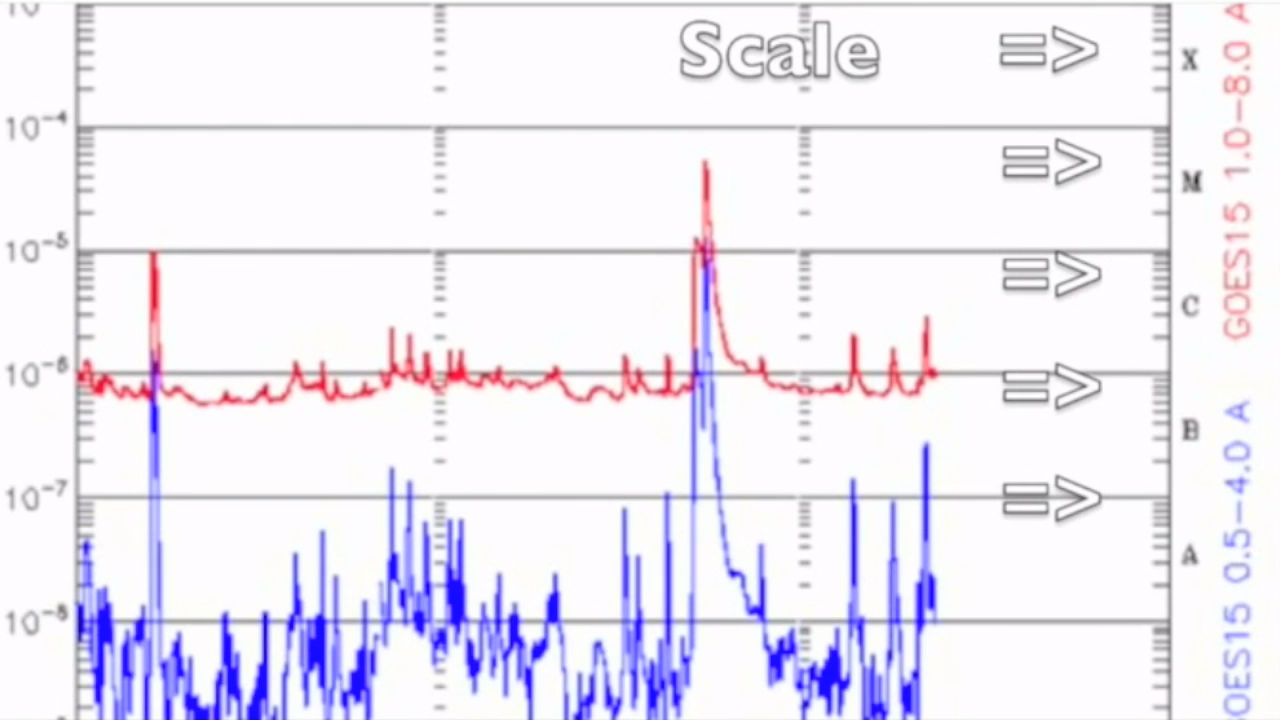 Scale =>
X
10⁻⁴
=>
M
10⁻⁵
=>
C
10⁻⁶
=>
B
10⁻⁷
=>
A
10⁻⁸
GOES15 1.0-8.0 A
OES15 0.5-4.0 A